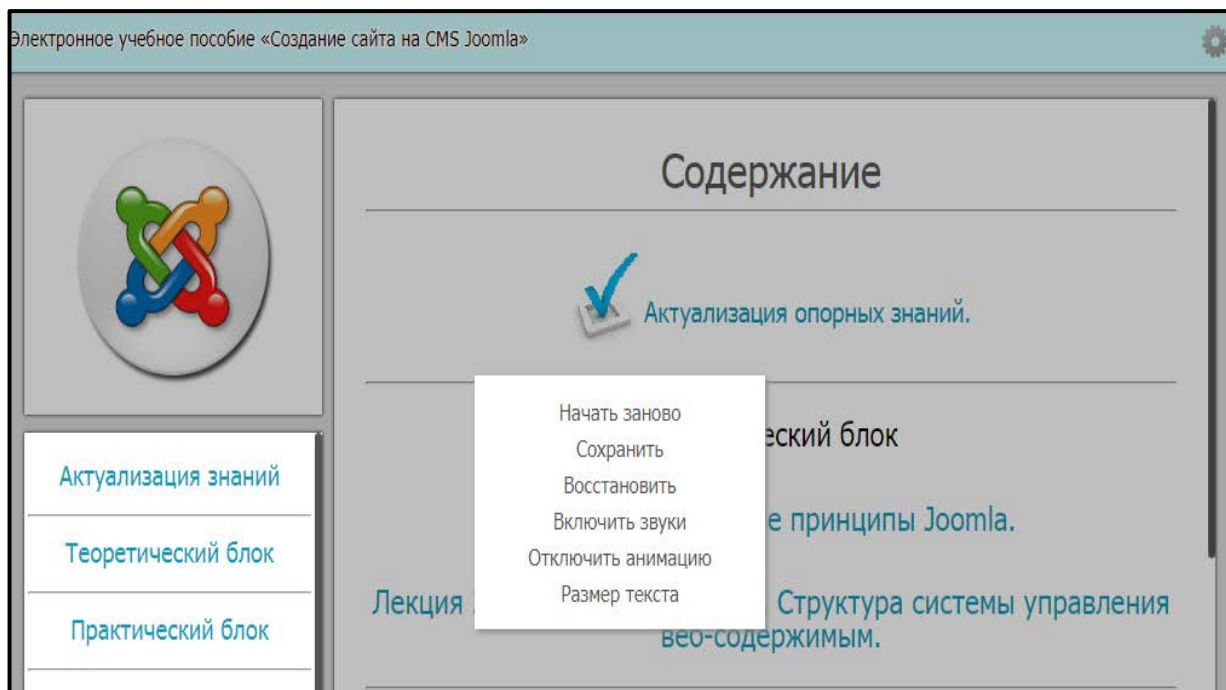 Электронное учебное пособие «Создание сайта на CMS Joomla»
Содержание
Актуализация опорных знаний.
еский блок
е принципы Joomla.
Лекция
. Структура системы управления
веб-содержимым.
Начать заново
Сохранить
Восстановить
Включить звуки
Отключить анимацию
Размер текста
Актуализация знаний
Теоретический блок
Практический блок